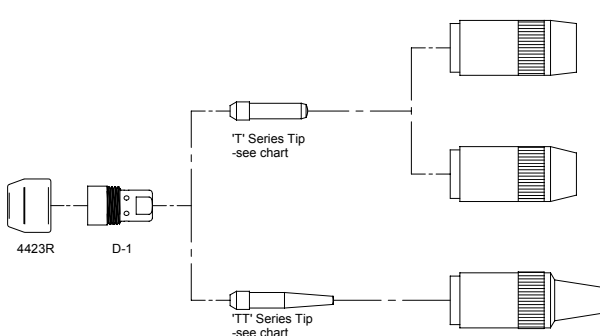 'T' Series Tip
-see chart
4423R
D-1
'TT' Series Tip
-see chart